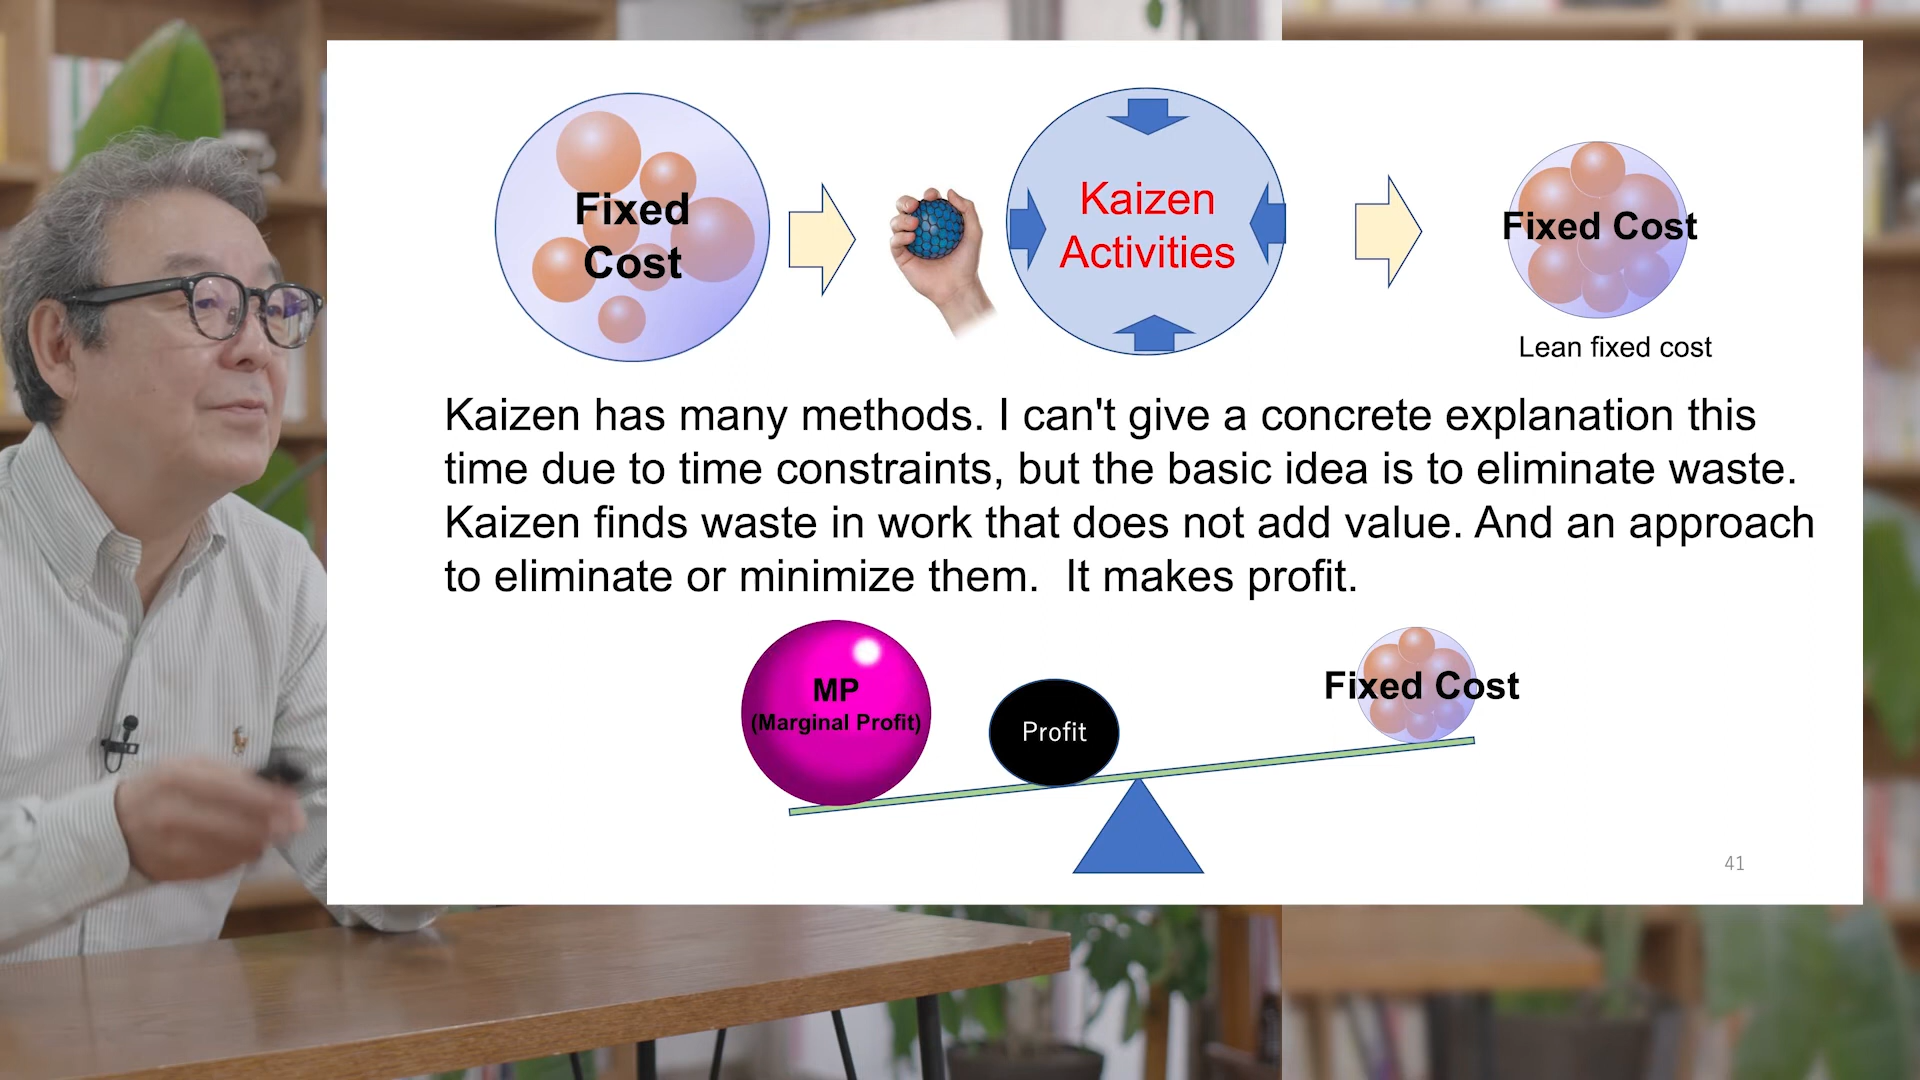 Fixed
Cost
Kaizen
Activities
Fixed Cost
Lean fixed cost
Kaizen has many methods. I can't give a concrete explanation this
time due to time constraints, but the basic idea is to eliminate waste.
Kaizen finds waste in work that does not add value. And an approach
to eliminate or minimize them.  It makes profit.
MP
(Marginal Profit)
Profit
Fixed Cost
41